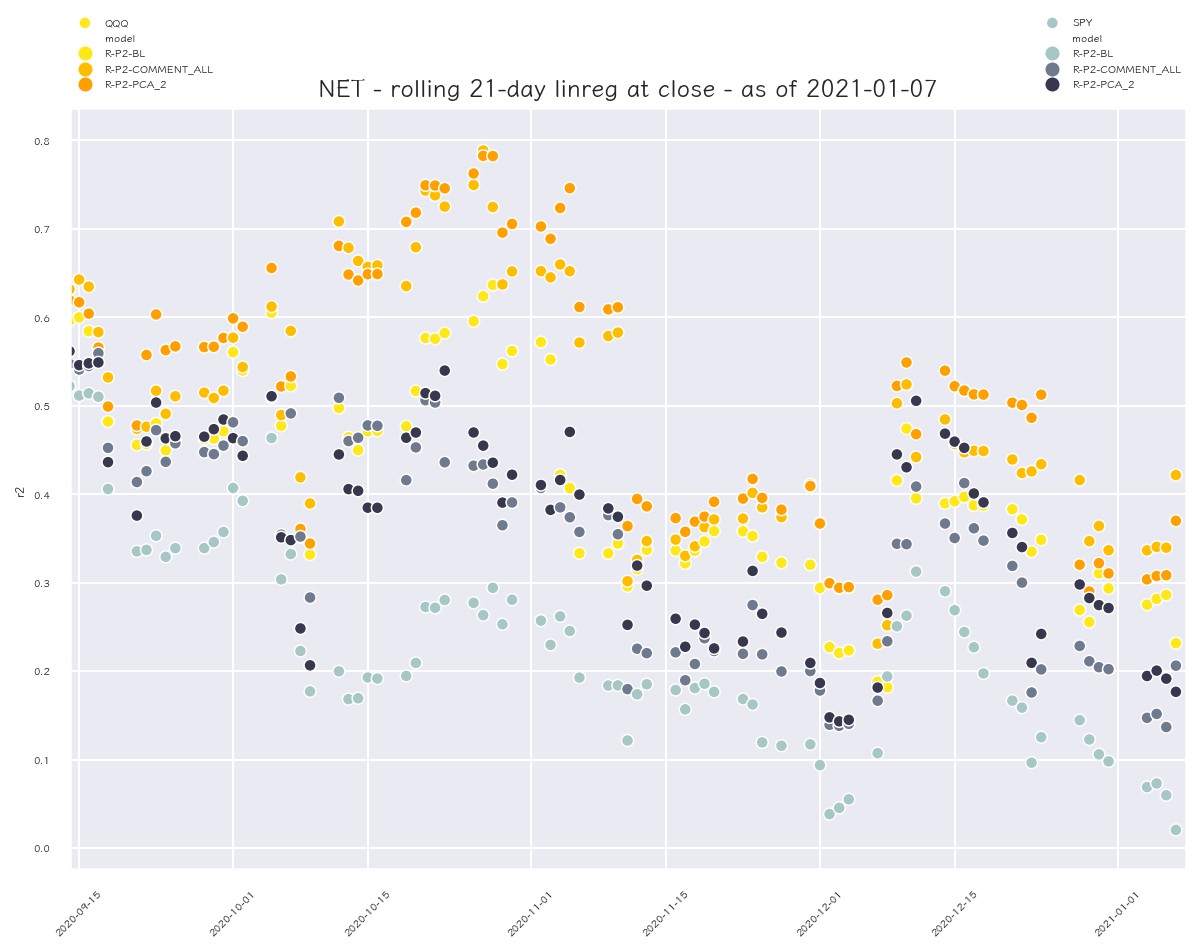 QQQ
model
R-P2-BL
R-P2-COMMENT_ALL
R-P2-PCA_2
SPY
model
R-P2-BL
R-P2-COMMENT_ALL
R-P2-PCA_2
NET - rolling 21-day linreg at close - as of 2021-01-07
r2
0.8
0.7
0.6
0.5
0.4
0.3
0.2
0.1
0.0
2020-09-15
2020-10-01
2020-10-15
2020-11-01
2020-11-15
2020-12-01
2020-12-15
2021-01-01